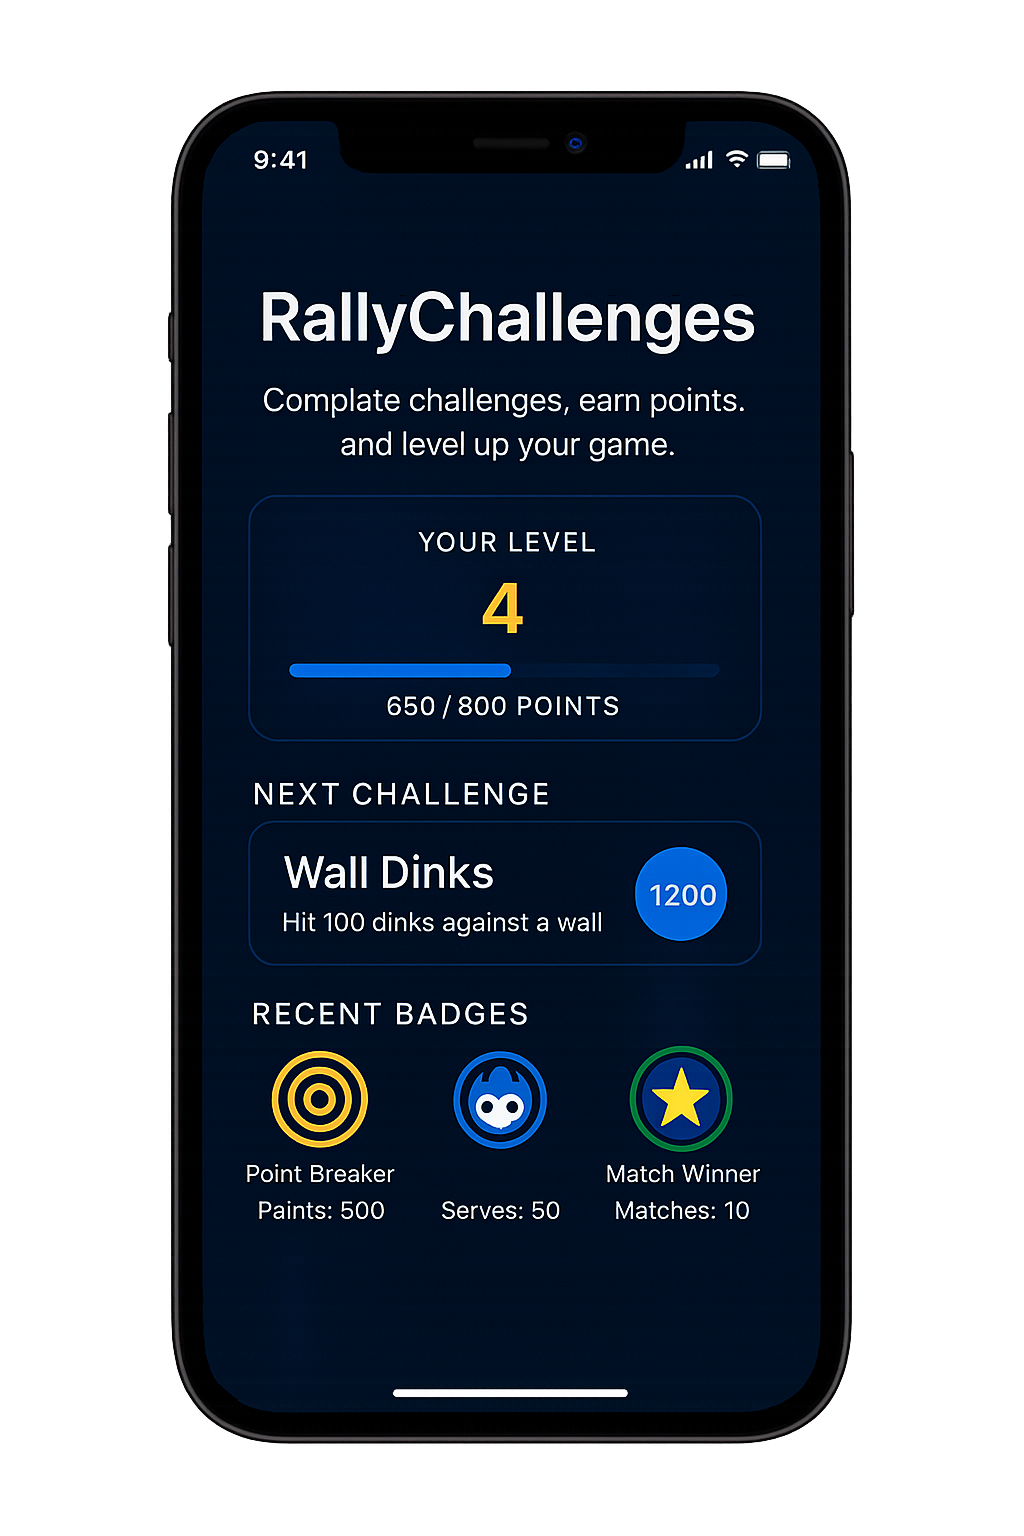 9:41
RallyChallenges
Complate challenges, earn points.
and level up your game.
YOUR LEVEL
4
650 / 800 POINTS
NEXT CHALLENGE
Wall Dinks
Hit 100 dinks against a wall
1200
RECENT BADGES
Point Breaker
Match Winner
Paints: 500
Serves: 50
Matches: 10